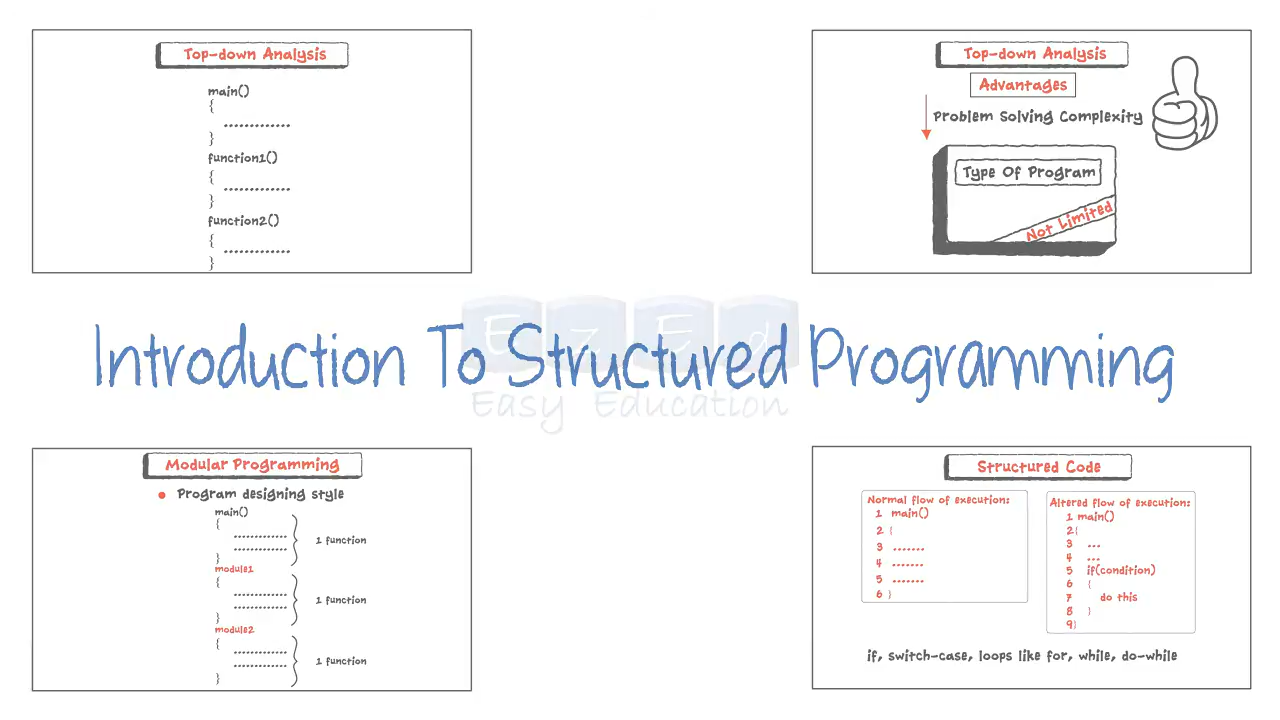 Top-down Analysis
main()
{
.............
}
function1()
{
.............
}
function2()
{
.............
}
Top-down Analysis
Advantages
Problem Solving Complexity
Type Of Program
Not Limited
EzEd
Easy Education
Introduction To Structured Programming
Modular Programming
● Program designing style
main()
{
.............
.............
}
1 function
module1
{
.............
.............
}
1 function
module2
{
.............
.............
}
1 function
Structured Code
Normal flow of execution:
1 main()
2 {
3 .......
4 .......
5 .......
6 }
Altered flow of execution:
1 main()
2{
3 ...
4 ...
5 if(condition)
6 {
7 do this
8 }
9}
if, switch-case, loops like for, while, do-while